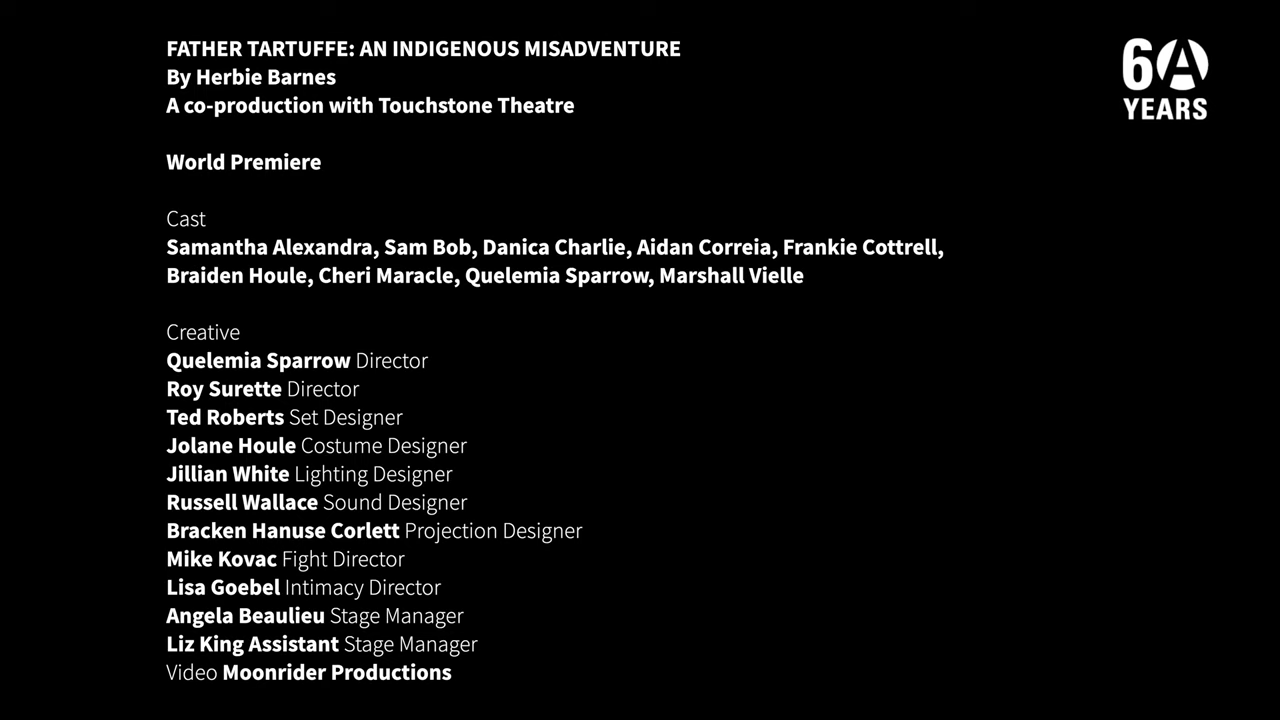 FATHER TARTUFFE: AN INDIGENOUS MISADVENTURE
By Herbie Barnes
A co-production with Touchstone Theatre
60A
YEARS
World Premiere
Cast
Samantha Alexandra, Sam Bob, Danica Charlie, Aidan Correia, Frankie Cottrell,
Braiden Houle, Cheri Maracle, Quelemia Sparrow, Marshall Vielle
Creative
Quelemia Sparrow Director
Roy Surette Director
Ted Roberts Set Designer
Jolane Houle Costume Designer
Jillian White Lighting Designer
Russell Wallace Sound Designer
Bracken Hanuse Corlett Projection Designer
Mike Kovac Fight Director
Lisa Goebel Intimacy Director
Angela Beaulieu Stage Manager
Liz King Assistant Stage Manager
Video Moonrider Productions